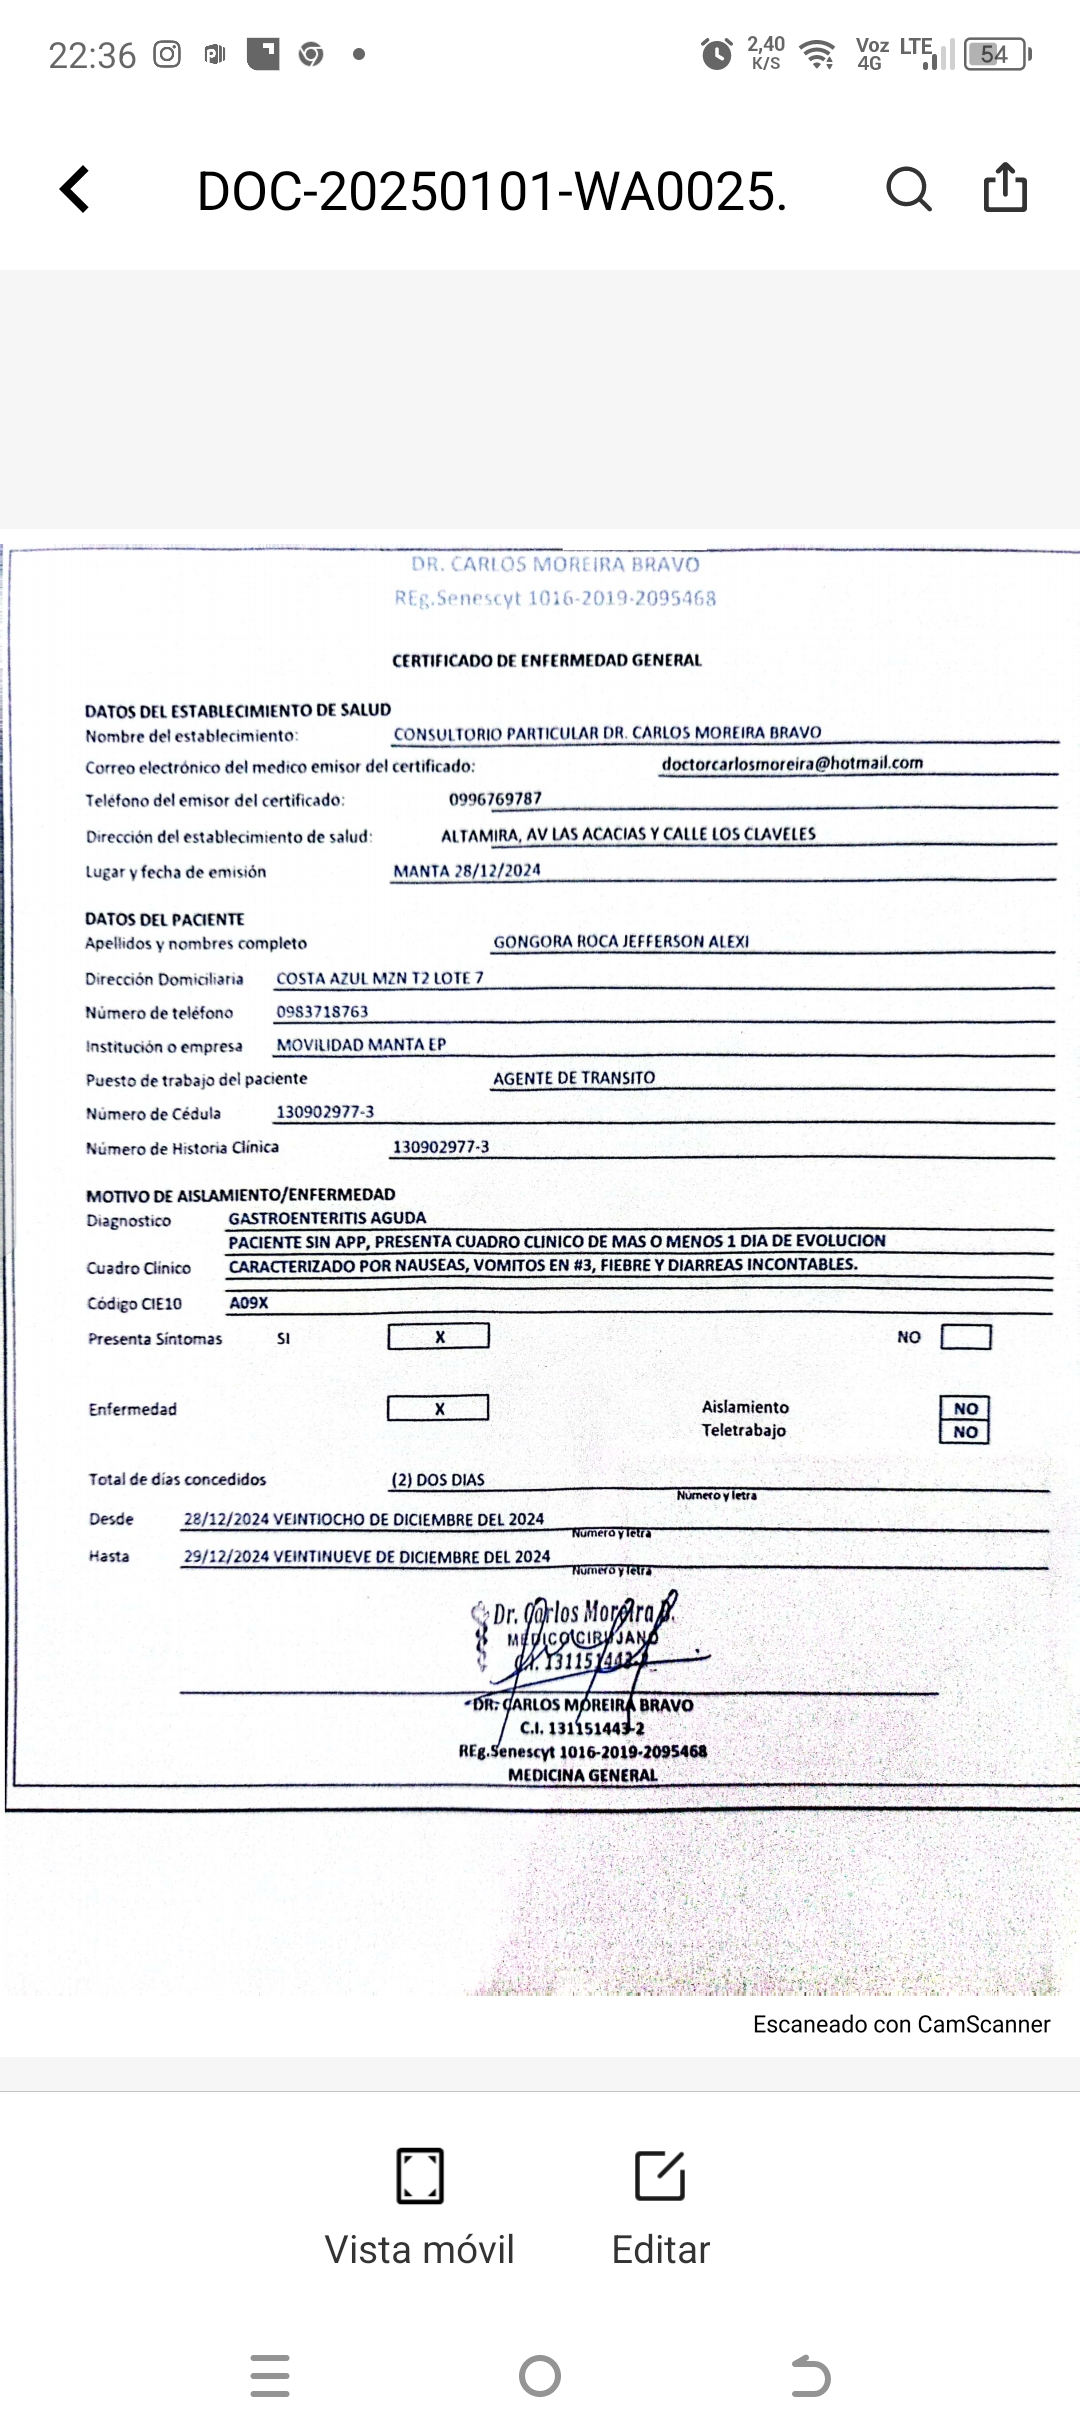 22:36
2,40 K/S Voz 4G LTE 54
DOC-20250101-WA0025.
DR. CARLOS MOREIRA BRAVO
REg.Senescyt 1016-2019-2095468
CERTIFICADO DE ENFERMEDAD GENERAL
DATOS DEL ESTABLECIMIENTO DE SALUD
Nombre del establecimiento: CONSULTORIO PARTICULAR DR. CARLOS MOREIRA BRAVO
Correo electrónico del medico emisor del certificado: doctorcarlosmoreira@hotmail.com
Teléfono del emisor del certificado: 0996769787
Dirección del establecimiento de salud: ALTAMIRA, AV LAS ACACIAS Y CALLE LOS CLAVELES
Lugar y fecha de emisión MANTA 28/12/2024
DATOS DEL PACIENTE
Apellidos y nombres completo GONGORA ROCA JEFFERSON ALEXI
Dirección Domiciliaria COSTA AZUL MZN T2 LOTE 7
Número de teléfono 0983718763
Institución o empresa MOVILIDAD MANTA EP
Puesto de trabajo del paciente AGENTE DE TRANSITO
Número de Cédula 130902977-3
Número de Historia Clínica 130902977-3
MOTIVO DE AISLAMIENTO/ENFERMEDAD
Diagnostico GASTROENTERITIS AGUDA
PACIENTE SIN APP, PRESENTA CUADRO CLINICO DE MAS O MENOS 1 DIA DE EVOLUCION
Cuadro Clínico CARACTERIZADO POR NAUSEAS, VOMITOS EN #3, FIEBRE Y DIARREAS INCONTABLES.
Código CIE10 A09X
Presenta Síntomas SI X NO
Enfermedad X Aislamiento NO
Teletrabajo NO
Total de días concedidos (2) DOS DIAS
Número y letra
Desde 28/12/2024 VEINTIOCHO DE DICIEMBRE DEL 2024
Número y letra
Hasta 29/12/2024 VEINTINUEVE DE DICIEMBRE DEL 2024
Número y letra
Dr. Carlos Moreira B.
MEDICO CIRUJANO
C.I. 131151443-2
DR. CARLOS MOREIRA BRAVO
C.I. 131151443-2
REg.Senescyt 1016-2019-2095468
MEDICINA GENERAL
Escaneado con CamScanner
Vista móvil Editar